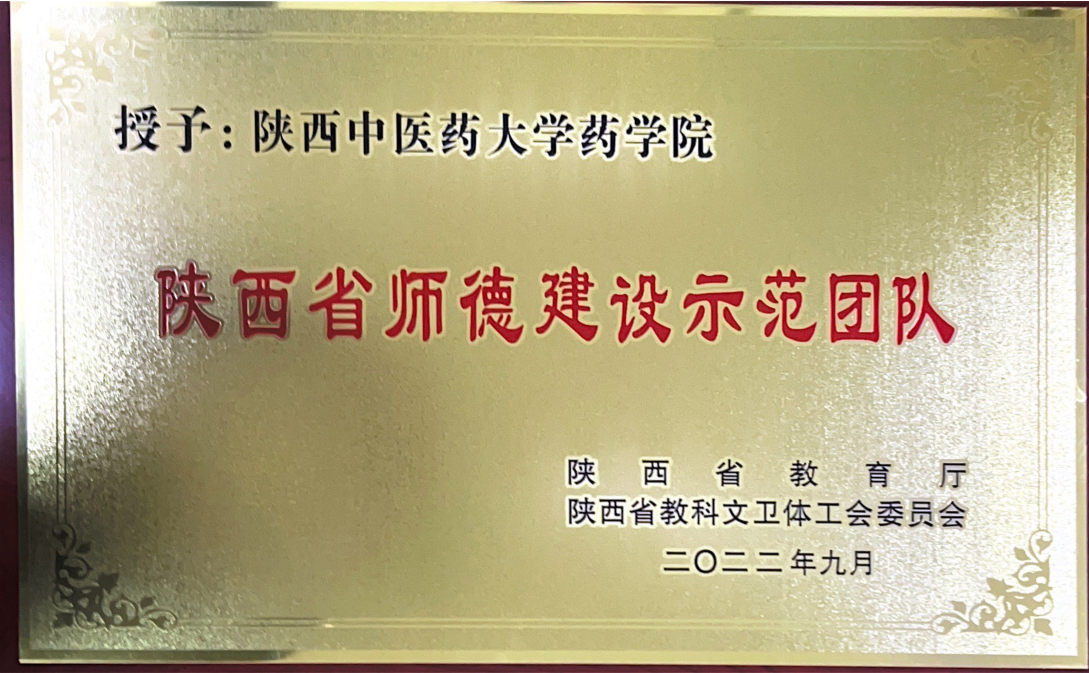 授予：陕西中医药大学药学院
陕西省师德建设示范团队
陕西省教育厅
陕西省教科文卫体工会委员会
二〇二二年九月